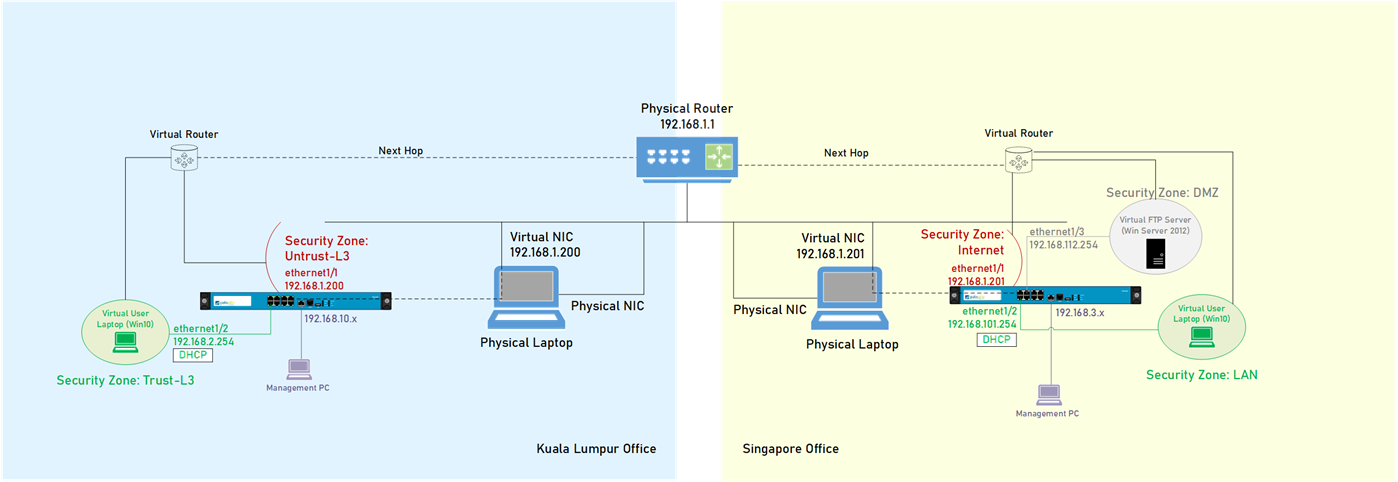 Physical Router
192.168.1.1
Virtual Router
Next Hop
Next Hop
Virtual Router
Security Zone:
Untrust-L3
ethernet1/1
192.168.1.200
Virtual NIC
192.168.1.200
Physical NIC
Physical Laptop
192.168.10.x
Management PC
Virtual User
Laptop (Win10)
ethernet1/2
192.168.2.254
DHCP
Security Zone: Trust-L3
Kuala Lumpur Office
Virtual NIC
192.168.1.201
Physical NIC
Physical Laptop
Security Zone:
Internet
ethernet1/1
192.168.1.201
ethernet1/2
192.168.101.254
DHCP
192.168.3.x
Management PC
Security Zone: DMZ
Virtual FTP Server
(Win Server 2012)
ethernet1/3
192.168.112.254
Virtual User
Laptop (Win10)
Security Zone: LAN
Singapore Office